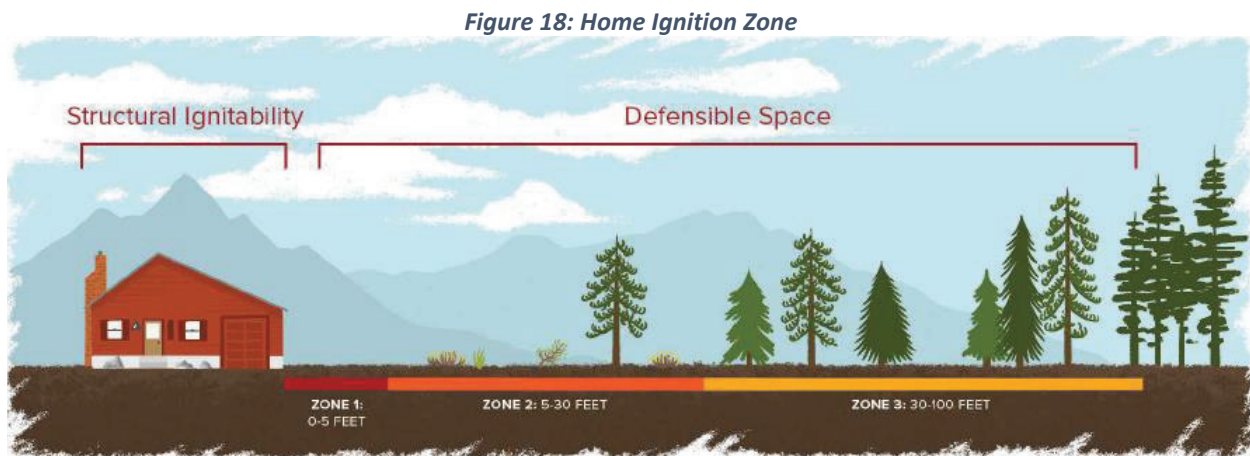 Figure 18: Home Ignition Zone
Structural Ignitability
Defensible Space
ZONE 1:
0-5 FEET
ZONE 2: 5-30 FEET
ZONE 3: 30-100 FEET